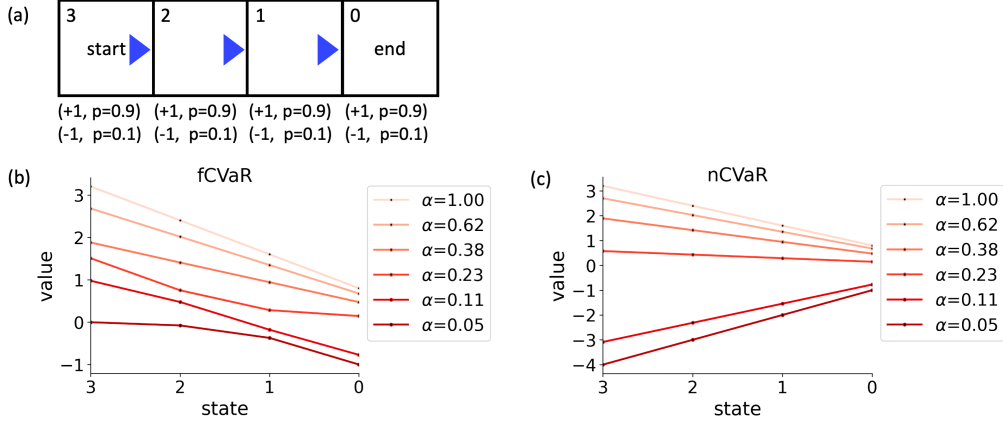 (a)
3 2 1 0
start end
(+1, p=0.9) (+1, p=0.9) (+1, p=0.9) (+1, p=0.9)
(-1, p=0.1) (-1, p=0.1) (-1, p=0.1) (-1, p=0.1)
(b)
fCVaR
value
3
2
1
0
−1
3 2 1 0
state
α=1.00
α=0.62
α=0.38
α=0.23
α=0.11
α=0.05
(c)
nCVaR
value
3
2
1
0
−1
−2
−3
−4
3 2 1 0
state
α=1.00
α=0.62
α=0.38
α=0.23
α=0.11
α=0.05